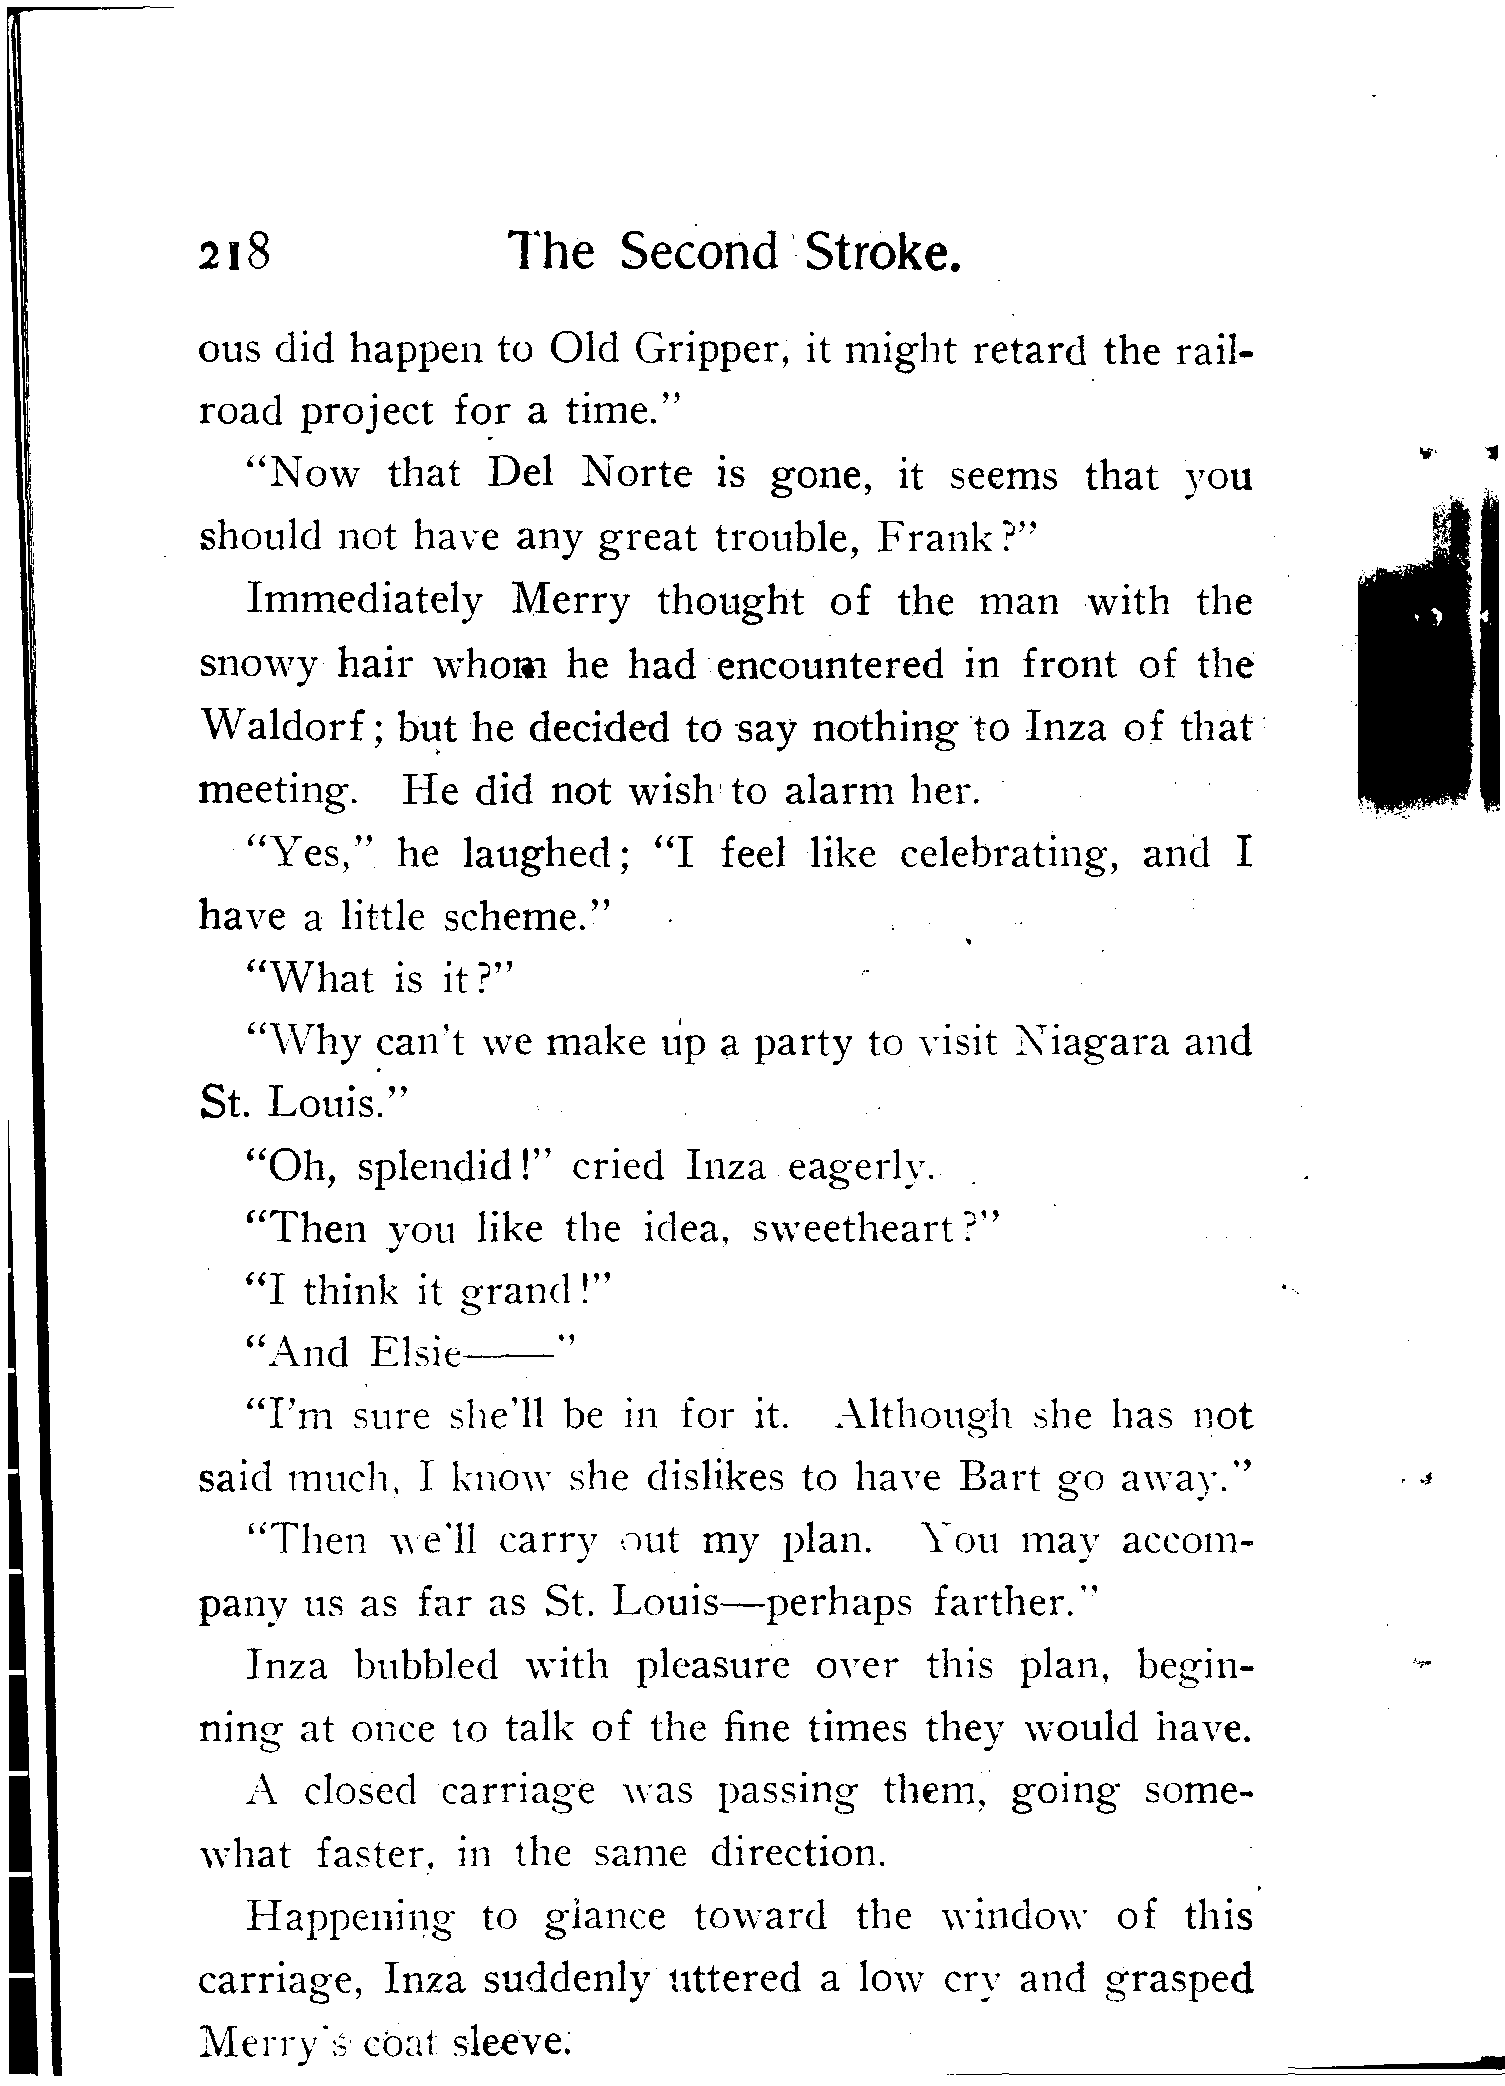 218 The Second Stroke.
ous did happen to Old Gripper, it might retard the rail-
road project for a time.”
“Now that Del Norte is gone, it seems that you
should not have any great trouble, Frank?”
Immediately Merry thought of the man with the
snowy hair whom he had encountered in front of the
Waldorf; but he decided to say nothing to Inza of that
meeting. He did not wish to alarm her.
“Yes,” he laughed; “I feel like celebrating, and I
have a little scheme.”
“What is it?”
“Why can’t we make up a party to visit Niagara and
St. Louis.”
“Oh, splendid!” cried Inza eagerly.
“Then you like the idea, sweetheart?”
“I think it grand!”
“And Elsie——”
“I’m sure she’ll be in for it. Although she has not
said much, I know she dislikes to have Bart go away.”
“Then we’ll carry out my plan. You may accom-
pany us as far as St. Louis—perhaps farther.”
Inza bubbled with pleasure over this plan, begin-
ning at once to talk of the fine times they would have.
A closed carriage was passing them, going some-
what faster, in the same direction.
Happening to glance toward the window of this
carriage, Inza suddenly uttered a low cry and grasped
Merry’s coat sleeve.